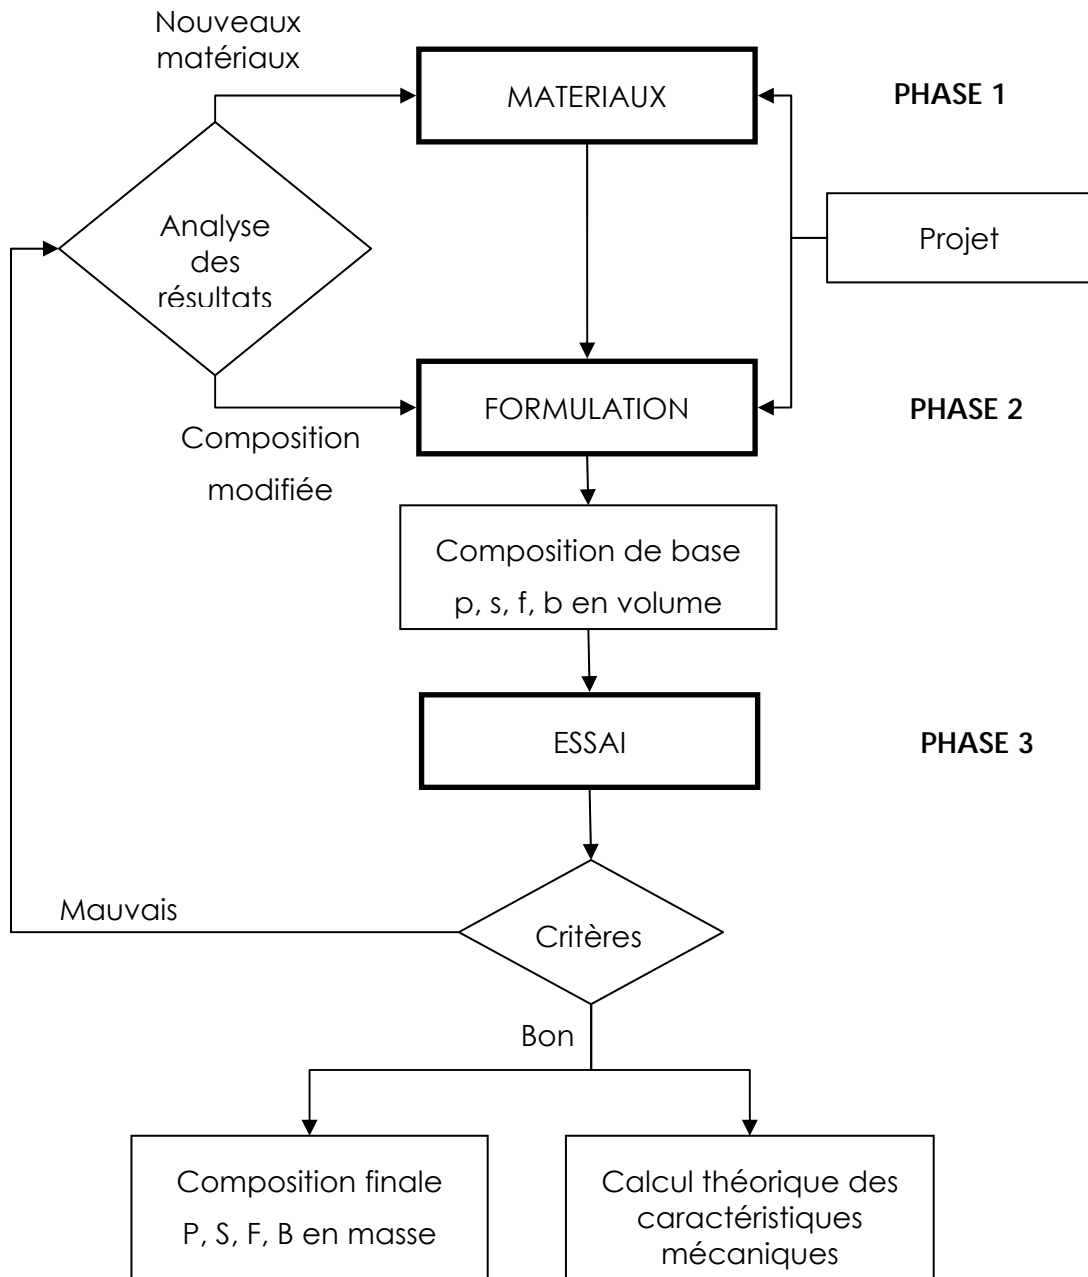 Nouveaux
matériaux
MATERIAUX
PHASE 1
Analyse
des
résultats
Projet
FORMULATION
PHASE 2
Composition
modifiée
Composition de base
p, s, f, b en volume
ESSAI
PHASE 3
Mauvais
Critères
Bon
Composition finale
P, S, F, B en masse
Calcul théorique des
caractéristiques
mécaniques